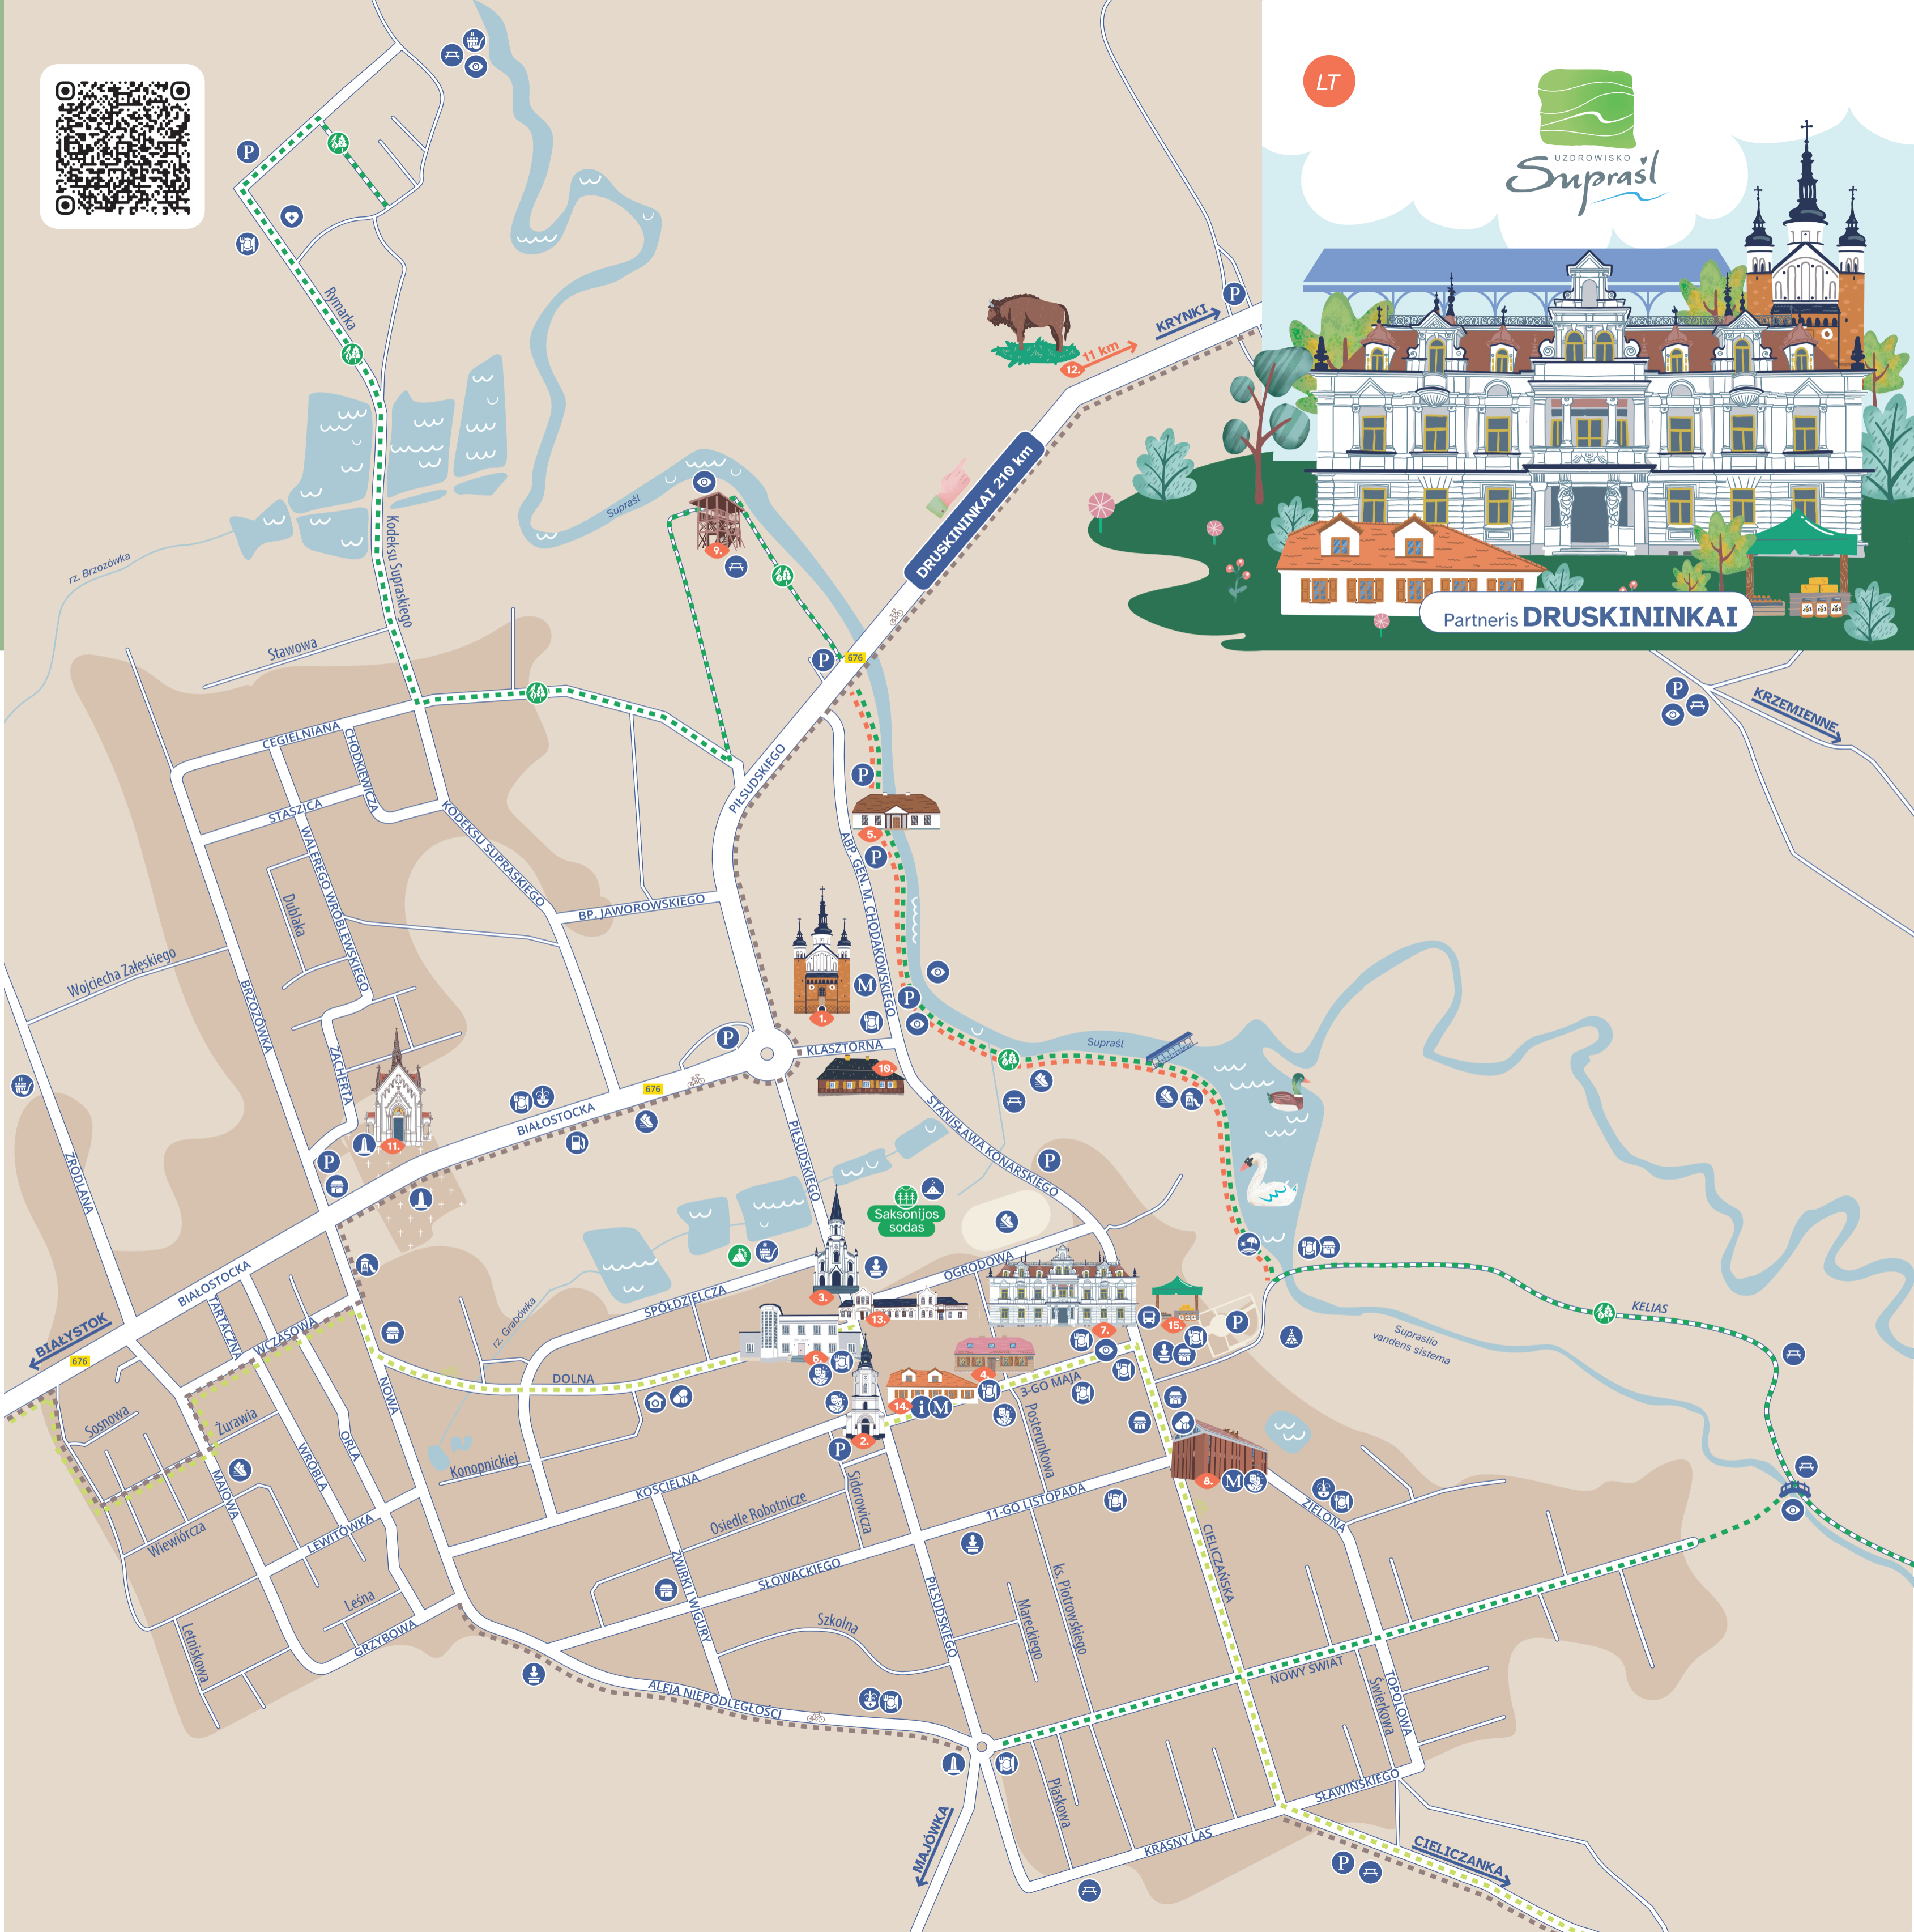 LT
UZDROWISKO
Supraśl
Partneris DRUSKININKAI
KRYNKI
11 km
12.
DRUSKININKAI 210 km
Rymarka
P
P
Supraśl
9.
rz. Brzozówka
Kodeksu Supraskiego
Stawowa
P
676
P
KRZEMIENNE
CEGIELNIANA
CHODKIEWICZA
PIŁSUDSKIEGO
P
STASZICA
KODEKSU SUPRASKIEGO
WALEREGO WRÓBLEWSKIEGO
5.
P
ABP. GEN. M. CHODAKOWSKIEGO
Dublaka
BP. JAWOROWSKIEGO
Wojciecha Załęskiego
BRZOZÓWKA
M
P
1.
P
KLASZTORNA
Supraśl
10.
ZACHERTA
676
BIAŁOSTOCKA
STANISŁAWA KONARSKIEGO
PIŁSUDSKIEGO
11.
P
P
ŹRÓDLANA
Saksonijos
sodas
BIAŁOSTOCKA
OGRODOWA
SPÓŁDZIELCZA
3.
13.
rz. Grabówka
KELIAS
BIAŁYSTOK
676
TARTACZNA
WCZASOWA
7.
15.
P
Supraslio
vandens sistema
6.
4.
DOLNA
3-GO MAJA
NOWA
14.
i
M
Sosnowa
Żurawia
ORLA
WRÓBLA
2.
P
Posterunkowa
Konopnickiej
KOŚCIELNA
Sidorowicza
8.
M
MAJOWA
11-GO LISTOPADA
ZIELONA
Osiedle Robotnicze
Wiewiórcza
LEWITÓWKA
CIELICZAŃSKA
ŻWIRKI I WIGURY
SŁOWACKIEGO
PIŁSUDSKIEGO
ks. Piotrowskiego
Mareckiego
Leśna
Letniskowa
GRZYBOWA
Szkolna
NOWY ŚWIAT
ALEJA NIEPODLEGŁOŚCI
Świerkowa
TOPOLOWA
Piaskowa
SŁAWIŃSKIEGO
MAJÓWKA
KRASNY LAS
CIELICZANKA
P